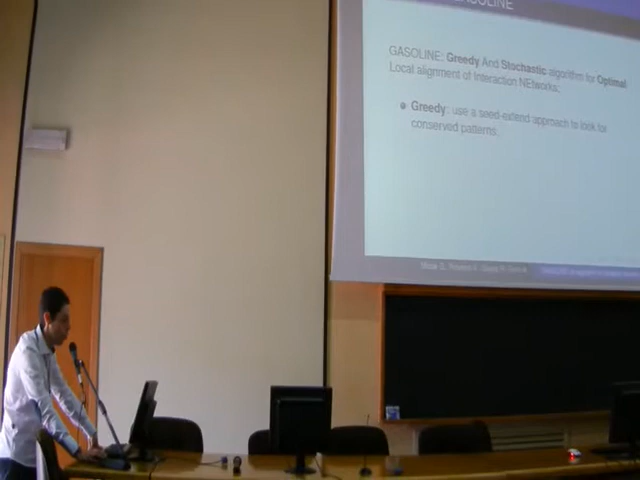 GASOLINE
GASOLINE: Greedy And Stochastic algorithm for Optimal
Local alignment of Interaction NEtworks;
Greedy: use a seed-extend approach to look for
conserved patterns.